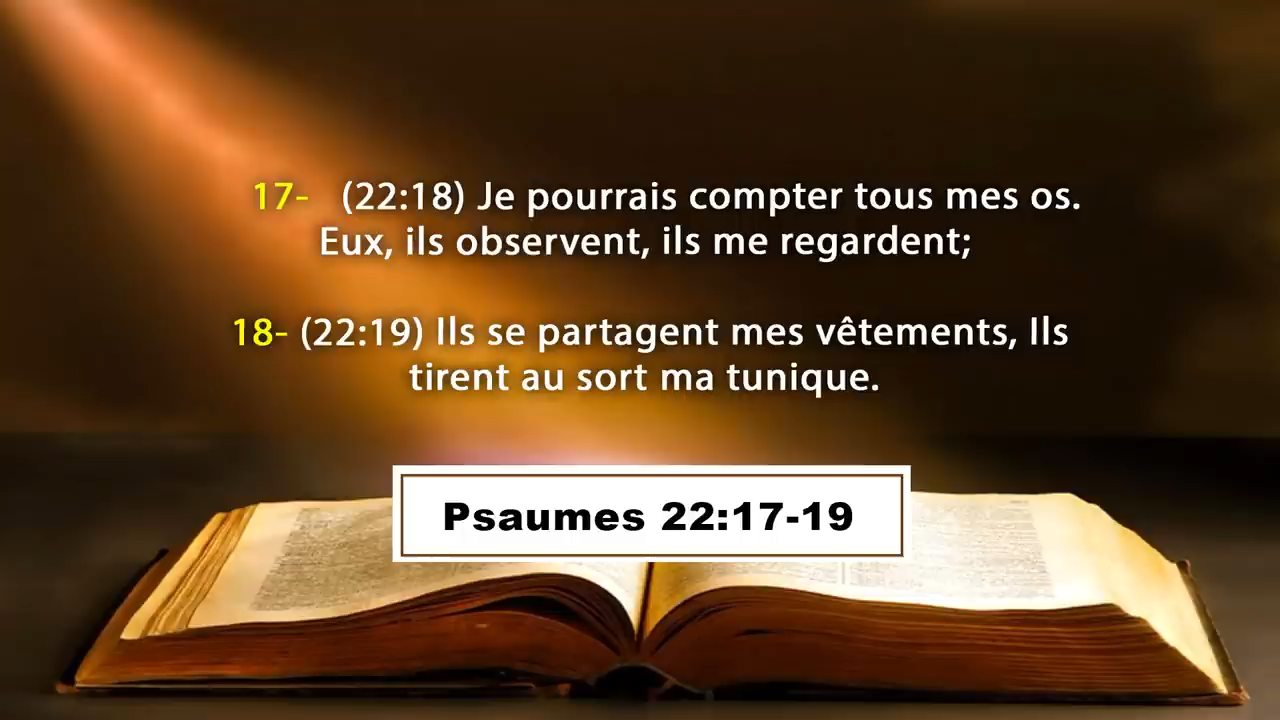 17- (22:18) Je pourrais compter tous mes os.
Eux, ils observent, ils me regardent;
18- (22:19) Ils se partagent mes vêtements, Ils
tirent au sort ma tunique.
Psaumes 22:17-19